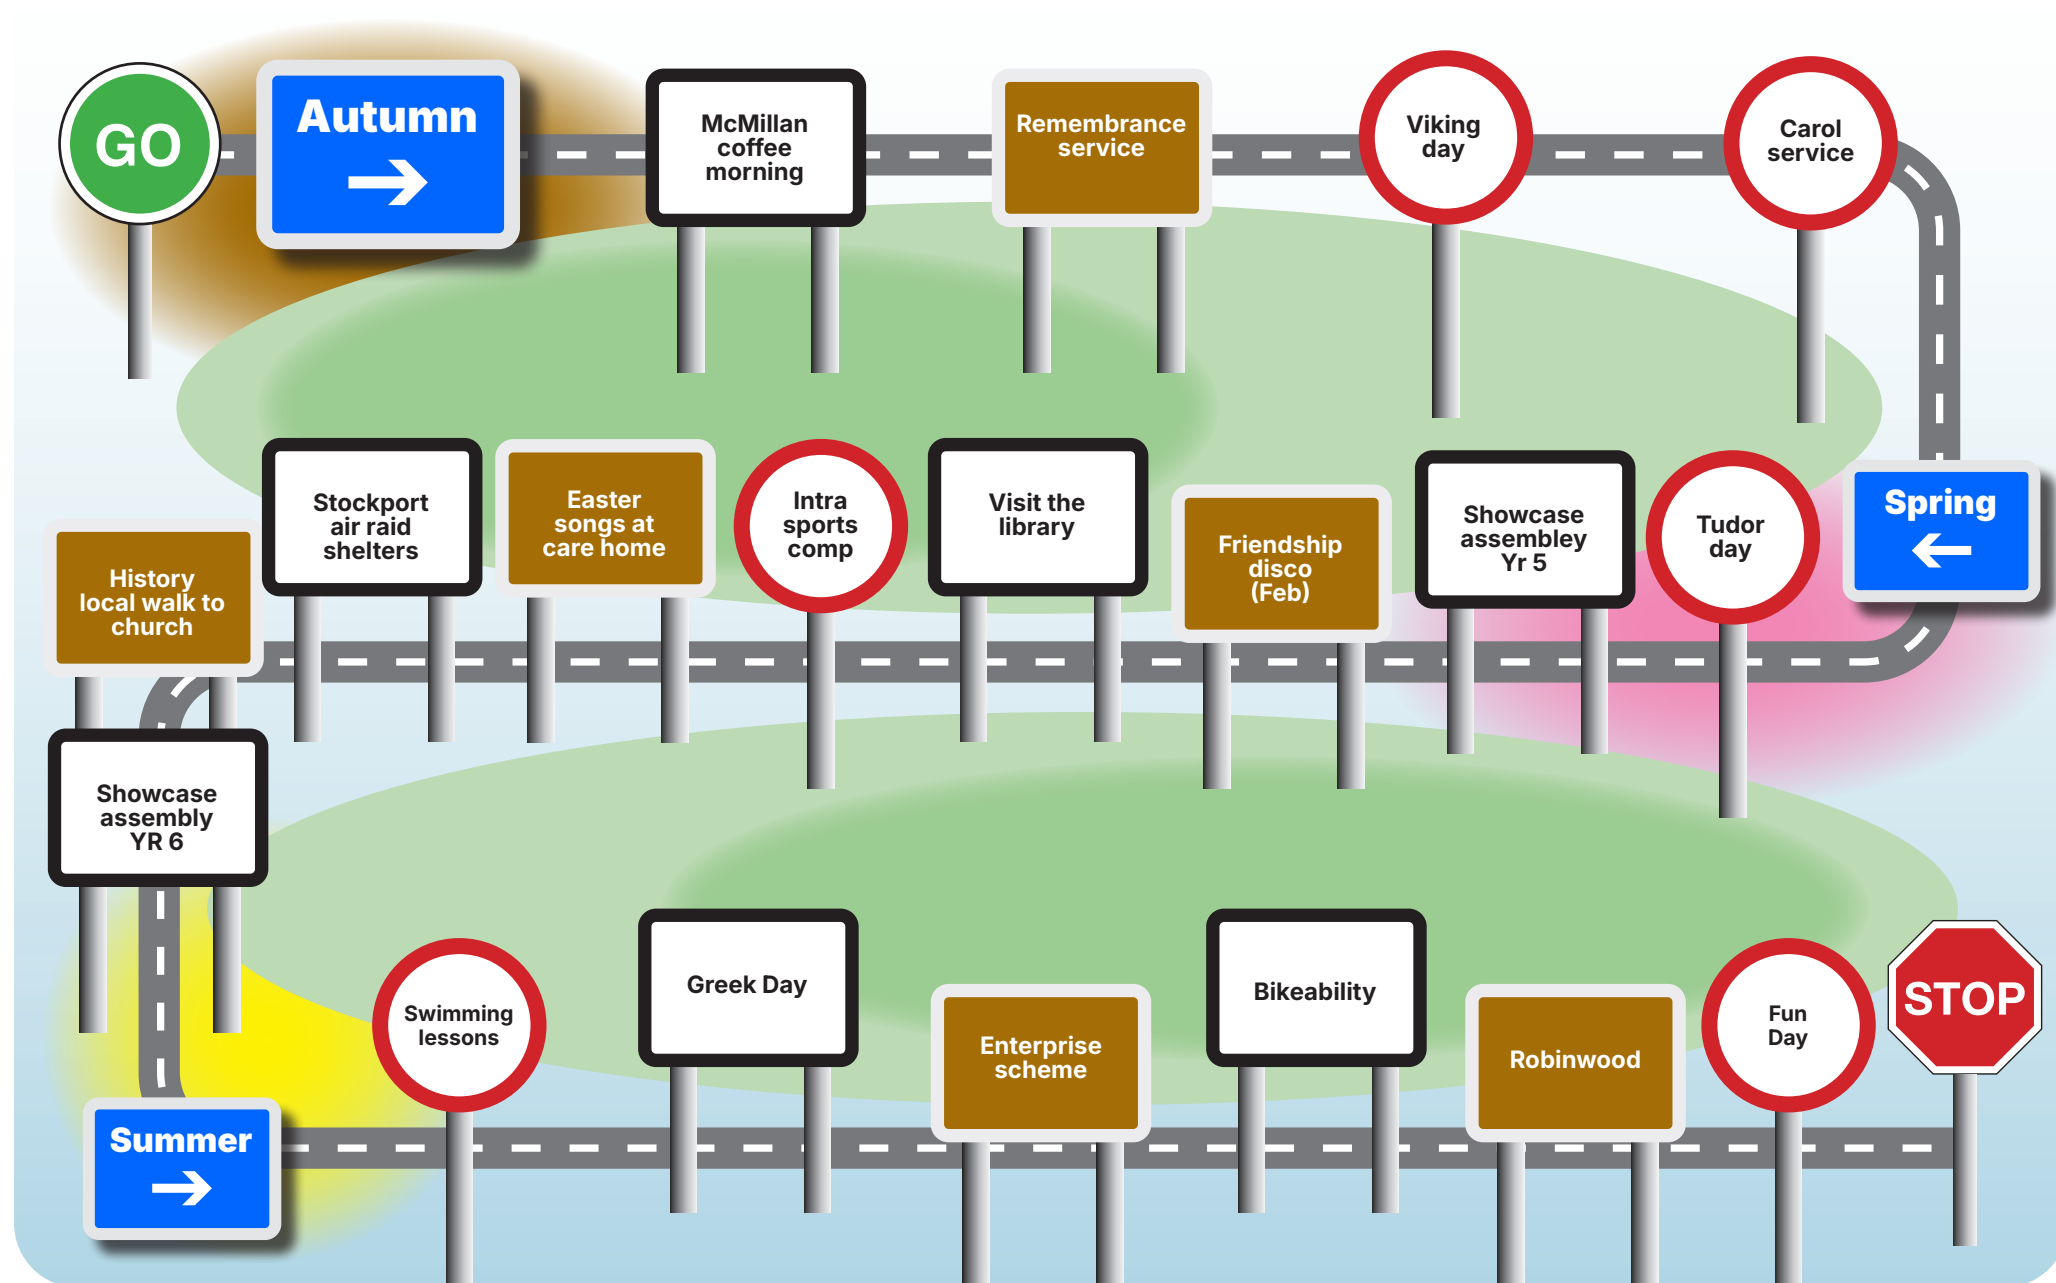 GO
Autumn
McMillan
coffee
morning
Remembrance
service
Viking
day
Carol
service
Spring
Tudor
day
Showcase
assembley
Yr 5
Friendship
disco
(Feb)
Visit the
library
Intra
sports
comp
Easter
songs at
care home
Stockport
air raid
shelters
History
local walk to
church
Showcase
assembly
YR 6
Summer
Swimming
lessons
Greek Day
Enterprise
scheme
Bikeability
Robinwood
Fun
Day
STOP